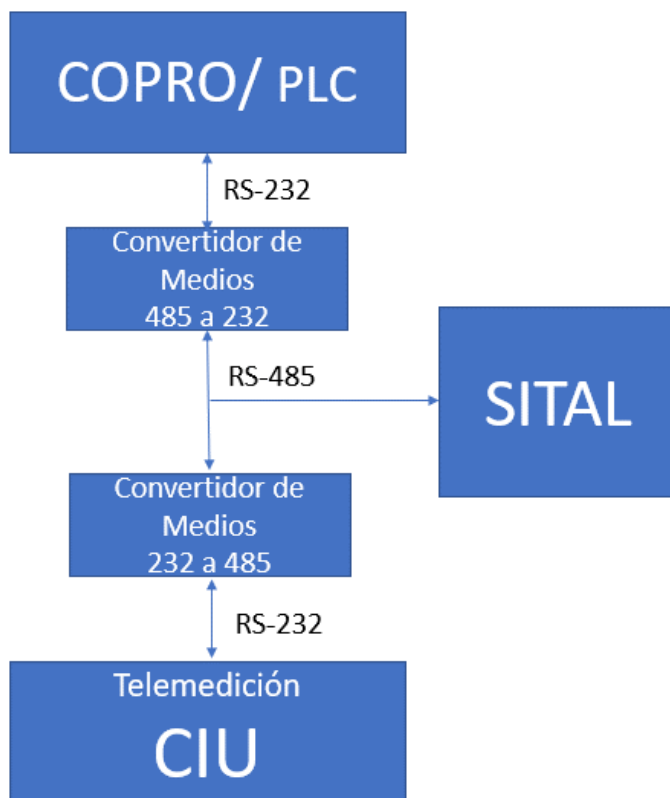 COPRO/ PLC
RS-232
Convertidor de
Medios
485 a 232
RS-485
SITAL
Convertidor de
Medios
232 a 485
RS-232
Telemedición
CIU